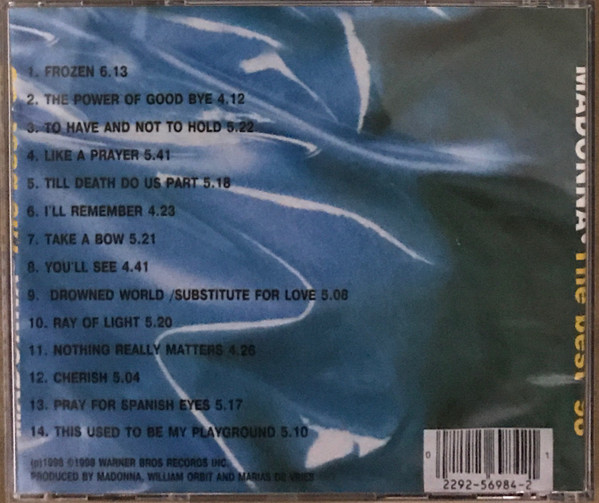 1. FROZEN 6.13
2. THE POWER OF GOOD BYE 4.12
3. TO HAVE AND NOT TO HOLD 5.22
4. LIKE A PRAYER 5.41
5. TILL DEATH DO US PART 5.18
6. I'LL REMEMBER 4.23
7. TAKE A BOW 5.21
8. YOU'LL SEE 4.41
9. DROWNED WORLD /SUBSTITUTE FOR LOVE 5.08
10. RAY OF LIGHT 5.20
11. NOTHING REALLY MATTERS 4.26
12. CHERISH 5.04
13. PRAY FOR SPANISH EYES 5.17
14. THIS USED TO BE MY PLAYGROUND 5.10
(p)1998 ©1998 WARNER BROS RECORDS INC.
PRODUCED BY MADONNA, WILLIAM ORBIT AND MARIAS DE VRIES
0 1
2292-56984-2
MADONNA • The best